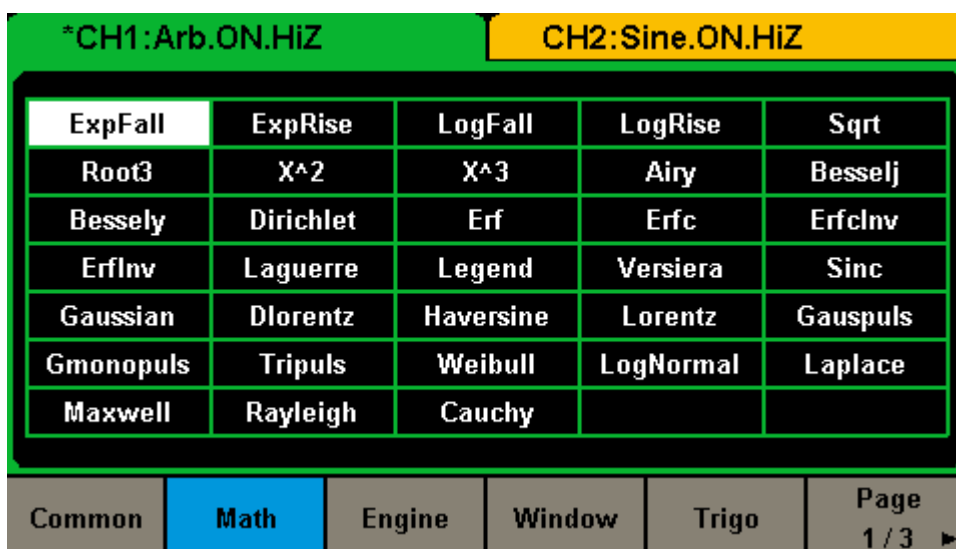 *CH1:Arb.ON.HiZ CH2:Sine.ON.HiZ
ExpFall ExpRise LogFall LogRise Sqrt
Root3 X^2 X^3 Airy Besselj
Bessely Dirichlet Erf Erfc ErfcInv
ErfInv Laguerre Legend Versiera Sinc
Gaussian Dlorentz Haversine Lorentz Gauspuls
Gmonopuls Tripuls Weibull LogNormal Laplace
Maxwell Rayleigh Cauchy
Common Math Engine Window Trigo Page
1/3 ►